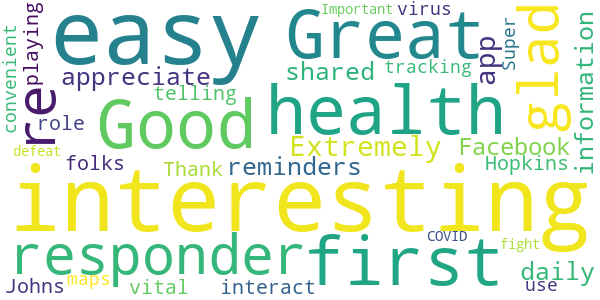 Important
virus
easy
Great
Super
glad
information
convenient
playing
re
appreciate
shared
tracking
app
telling
health
role
Good
Extremely
Facebook
defeat
folks
Thank
reminders
Hopkins
interesting
responder
first
COVID
fight
daily
Johns
maps
vital
interact
use